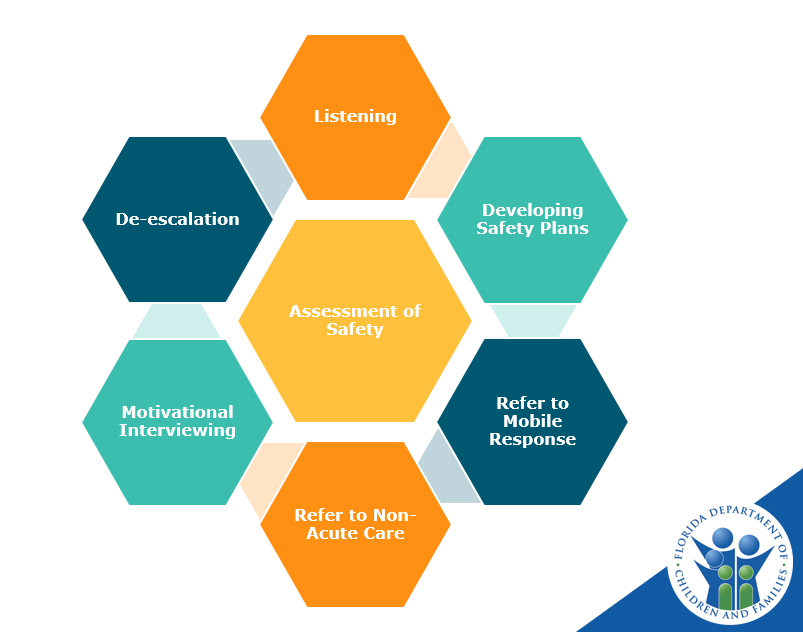 Listening
Developing
Safety Plans
Refer to
Mobile
Response
Refer to Non-
Acute Care
Motivational
Interviewing
De-escalation
Assessment of
Safety
FLORIDA DEPARTMENT OF
CHILDREN AND FAMILIES